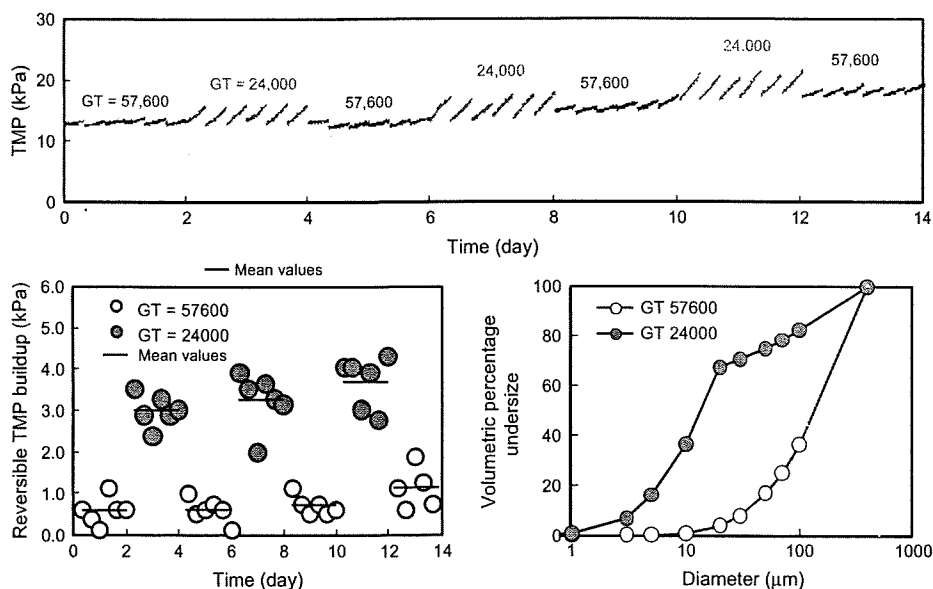 30
20
10
0
TMP (kPa)
GT = 57,600
GT = 24,000
57,600
24,000
57,600
24.000
57,600
0 2 4 6 8 10 12 14
Time (day)
Mean values
6.0
5.0
4.0
3.0
2.0
1.0
0.0
Reversible TMP buildup (kPa)
GT = 57600
GT = 24000
Mean values
0 2 4 6 8 10 12 14
Time (day)
100
80
60
40
20
0
Volumetric percentage
undersize
GT 57600
GT 24000
1 10 100 1000
Diameter (μm)